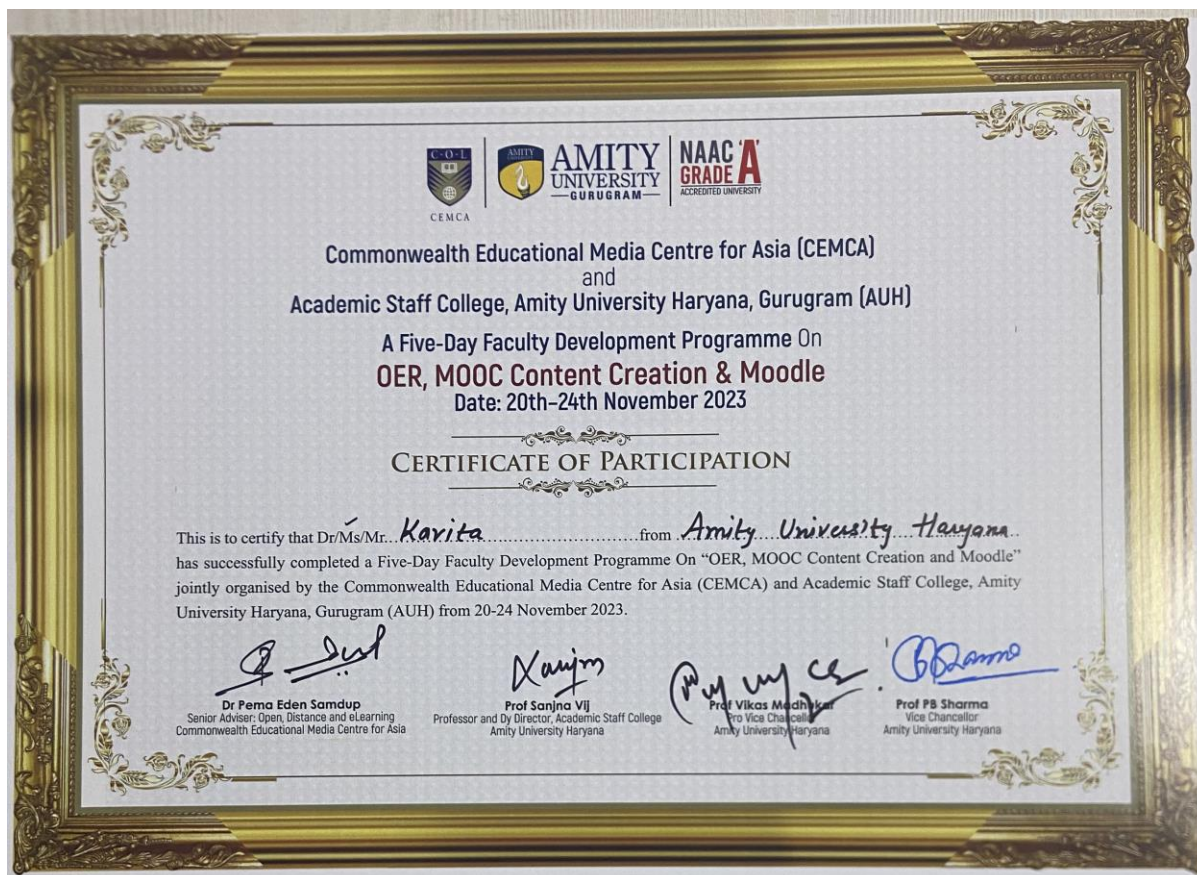 C·O·L
CEMCA
AMITY
UNIVERSITY
AMITY
UNIVERSITY
GURUGRAM
NAAC 'A'
GRADE
ACCREDITED UNIVERSITY
Commonwealth Educational Media Centre for Asia (CEMCA)
and
Academic Staff College, Amity University Haryana, Gurugram (AUH)
A Five-Day Faculty Development Programme On
OER, MOOC Content Creation & Moodle
Date: 20th–24th November 2023
CERTIFICATE OF PARTICIPATION
This is to certify that Dr/Ms/Mr...Kavita...from Amity University Haryana
has successfully completed a Five-Day Faculty Development Programme On “OER, MOOC Content Creation and Moodle”
jointly organised by the Commonwealth Educational Media Centre for Asia (CEMCA) and Academic Staff College, Amity
University Haryana, Gurugram (AUH) from 20-24 November 2023.
Dr Pema Eden Samdup
Senior Adviser: Open, Distance and eLearning
Commonwealth Educational Media Centre for Asia
Prof Sanjna Vij
Professor and Dy Director, Academic Staff College
Amity University Haryana
Prof Vikas Madhukar
Pro Vice Chancellor
Amity University Haryana
Prof PB Sharma
Vice Chancellor
Amity University Haryana